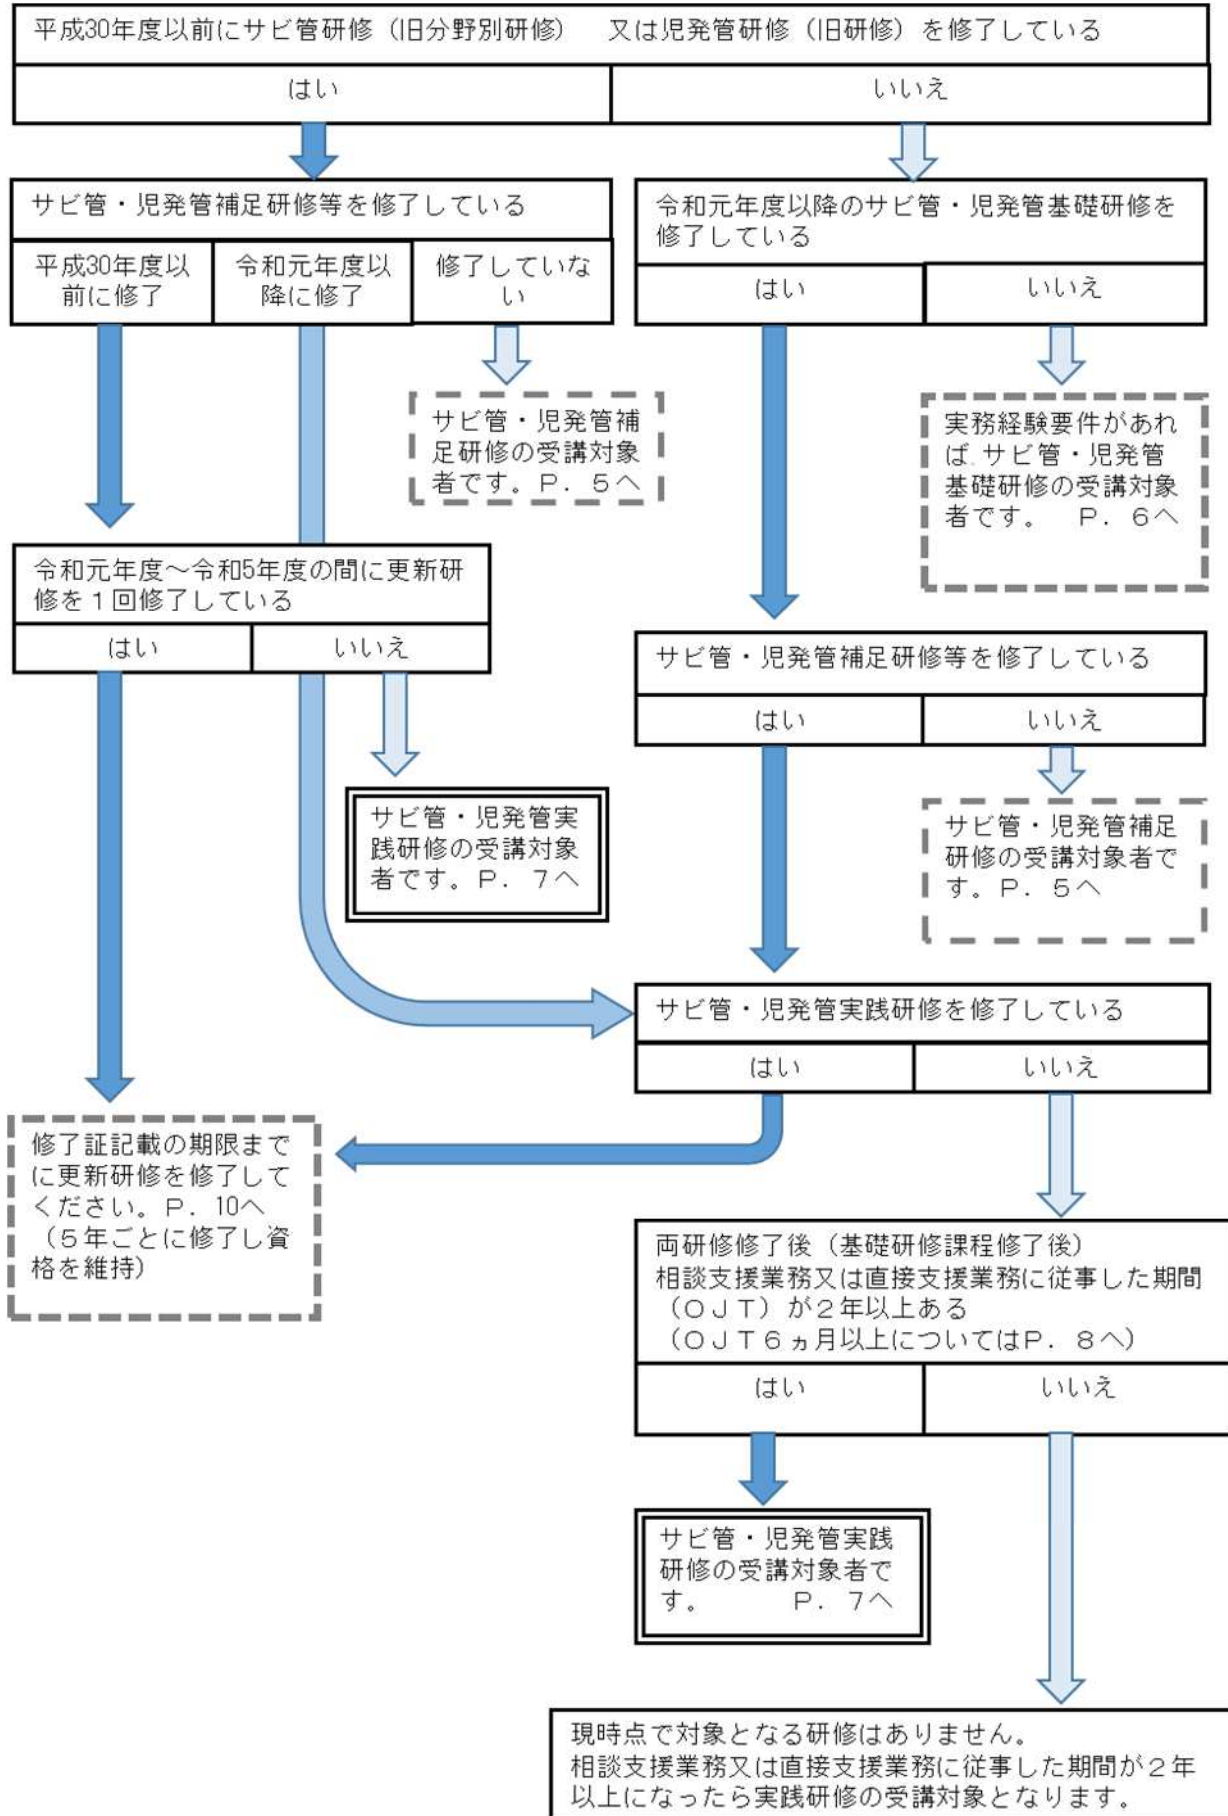 平成30年度以前にサビ管研修（旧分野別研修）　又は児発管研修（旧研修）を修了している
はい
いいえ
サビ管・児発管補足研修等を修了している
平成30年度以
前に修了
令和元年度以
降に修了
修了していな
い
サビ管・児発管補
足研修の受講対象
者です。Ｐ．５へ
令和元年度～令和5年度の間に更新研
修を１回修了している
はい
いいえ
サビ管・児発管実
践研修の受講対象
者です。Ｐ．７へ
令和元年度以降のサビ管・児発管基礎研修を
修了している
はい
いいえ
実務経験要件があれ
ば、サビ管・児発管
基礎研修の受講対象
者です。　Ｐ．６へ
サビ管・児発管補足研修等を修了している
はい
いいえ
サビ管・児発管補足
研修の受講対象者で
す。Ｐ．５へ
サビ管・児発管実践研修を修了している
はい
いいえ
修了証記載の期限まで
に更新研修を修了して
ください。Ｐ．10へ
（５年ごとに修了し資
格を維持）
両研修修了後（基礎研修課程修了後）
相談支援業務又は直接支援業務に従事した期間
（ＯＪＴ）が２年以上ある
（ＯＪＴ６ヵ月以上についてはＰ．８へ）
はい
いいえ
サビ管・児発管実践
研修の受講対象者で
す。　　　Ｐ．７へ
現時点で対象となる研修はありません。
相談支援業務又は直接支援業務に従事した期間が２年
以上になったら実践研修の受講対象となります。